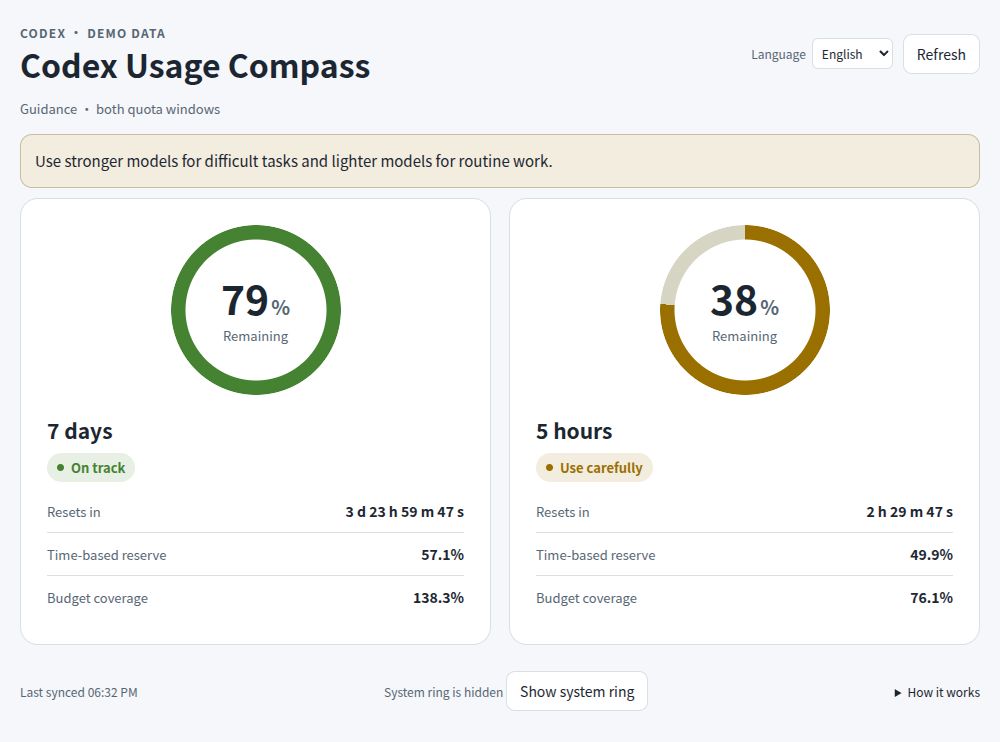 CODEX • DEMO DATA
Codex Usage Compass
Guidance • both quota windows
Language English Refresh
Use stronger models for difficult tasks and lighter models for routine work.
79%
Remaining
7 days
On track
Resets in 3 d 23 h 59 m 47 s
Time-based reserve 57.1%
Budget coverage 138.3%
38%
Remaining
5 hours
Use carefully
Resets in 2 h 29 m 47 s
Time-based reserve 49.9%
Budget coverage 76.1%
Last synced 06:32 PM
System ring is hidden Show system ring
How it works